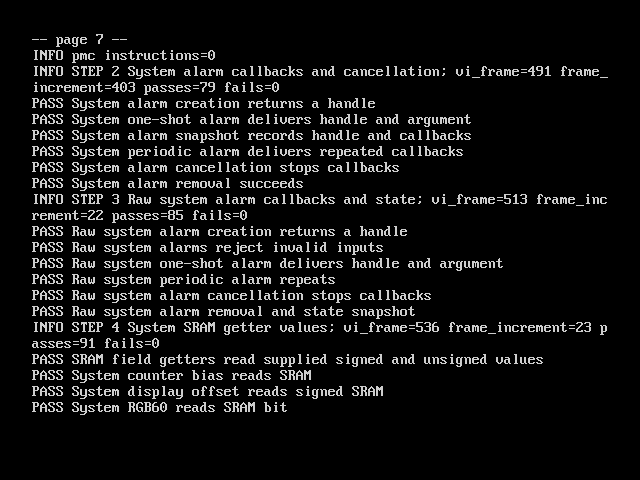 -- page 7 --
INFO pmc instructions=0
INFO STEP 2 System alarm callbacks and cancellation; vi_frame=491 frame_
increment=403 passes=79 fails=0
PASS System alarm creation returns a handle
PASS System one-shot alarm delivers handle and argument
PASS System alarm snapshot records handle and callbacks
PASS System periodic alarm delivers repeated callbacks
PASS System alarm cancellation stops callbacks
PASS System alarm removal succeeds
INFO STEP 3 Raw system alarm callbacks and state; vi_frame=513 frame_inc
rement=22 passes=85 fails=0
PASS Raw system alarm creation returns a handle
PASS Raw system alarms reject invalid inputs
PASS Raw system one-shot alarm delivers handle and argument
PASS Raw system periodic alarm repeats
PASS Raw system alarm cancellation stops callbacks
PASS Raw system alarm removal and state snapshot
INFO STEP 4 System SRAM getter values; vi_frame=536 frame_increment=23 p
asses=91 fails=0
PASS SRAM field getters read supplied signed and unsigned values
PASS System counter bias reads SRAM
PASS System display offset reads signed SRAM
PASS System RGB60 reads SRAM bit